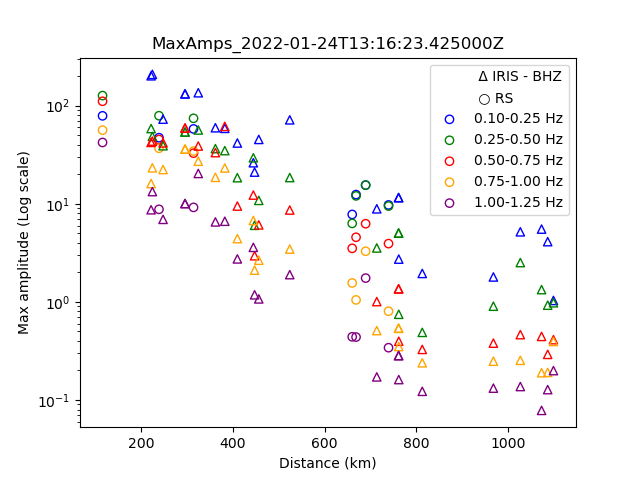 MaxAmps_2022-01-24T13:16:23.425000Z
Max amplitude (Log scale)
10²
10¹
10⁰
10⁻¹
Δ IRIS - BHZ
○ RS
0.10-0.25 Hz
0.25-0.50 Hz
0.50-0.75 Hz
0.75-1.00 Hz
1.00-1.25 Hz
200 400 600 800 1000
Distance (km)